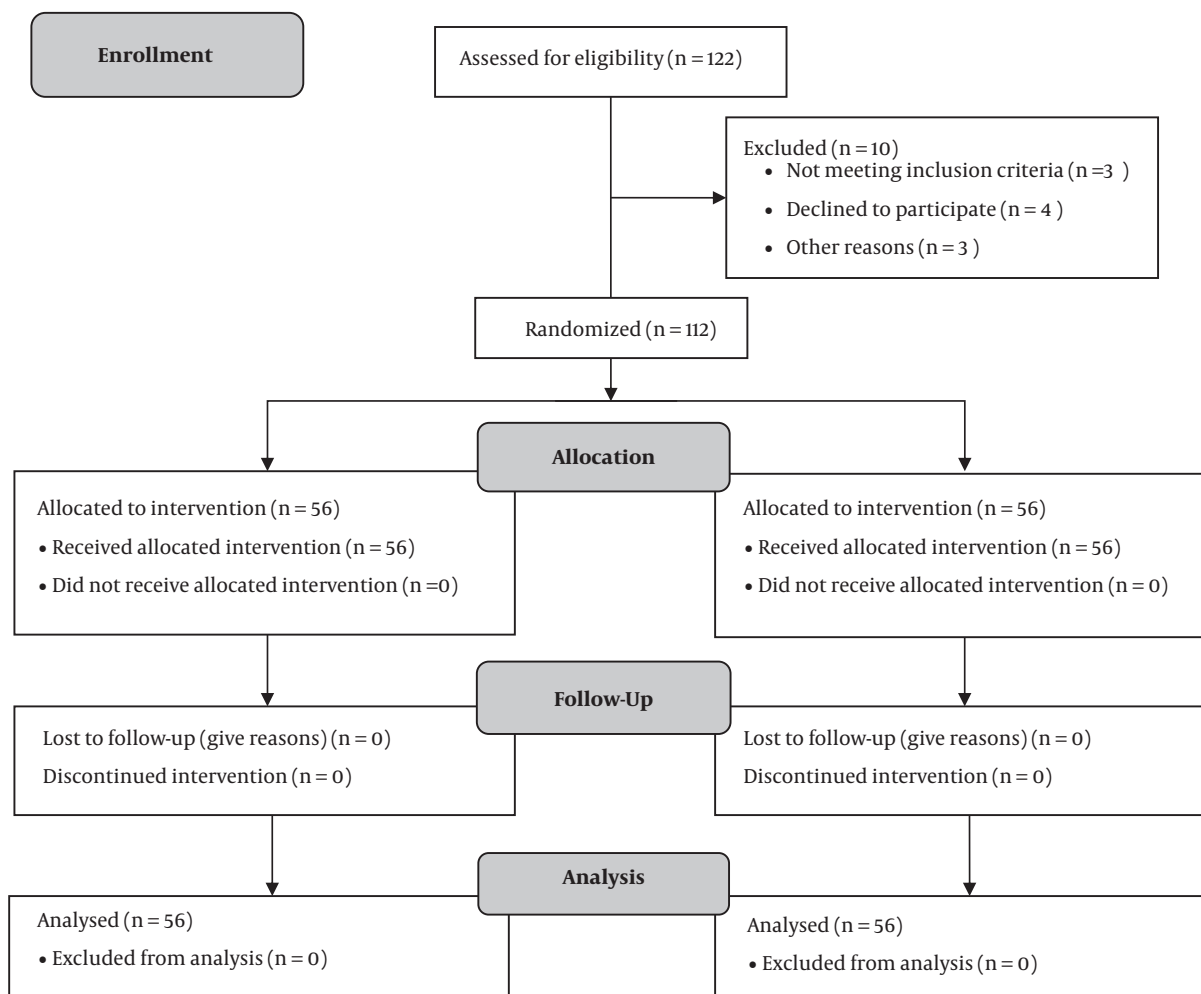 Enrollment
Assessed for eligibility (n = 122)
Excluded (n = 10)
• Not meeting inclusion criteria (n =3 )
• Declined to participate (n = 4 )
• Other reasons (n = 3 )
Randomized (n = 112)
Allocation
Allocated to intervention (n = 56)
• Received allocated intervention (n = 56)
• Did not receive allocated intervention (n =0)
Allocated to intervention (n = 56)
• Received allocated intervention (n = 56)
• Did not receive allocated intervention (n = 0)
Follow-Up
Lost to follow-up (give reasons) (n = 0)
Discontinued intervention (n = 0)
Lost to follow-up (give reasons) (n = 0)
Discontinued intervention (n = 0)
Analysis
Analysed (n = 56)
• Excluded from analysis (n = 0)
Analysed (n = 56)
• Excluded from analysis (n = 0)